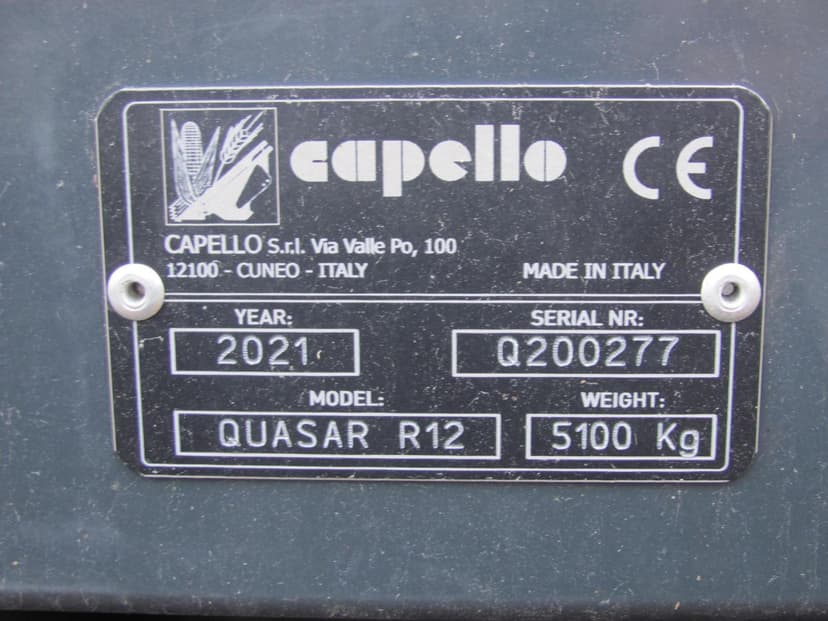 capello CE
CAPELLO S.r.l. Via Valle Po, 100
12100 - CUNEO - ITALY MADE IN ITALY
YEAR: SERIAL NR:
2021 Q200277
MODEL: WEIGHT:
QUASAR R12 5100 Kg